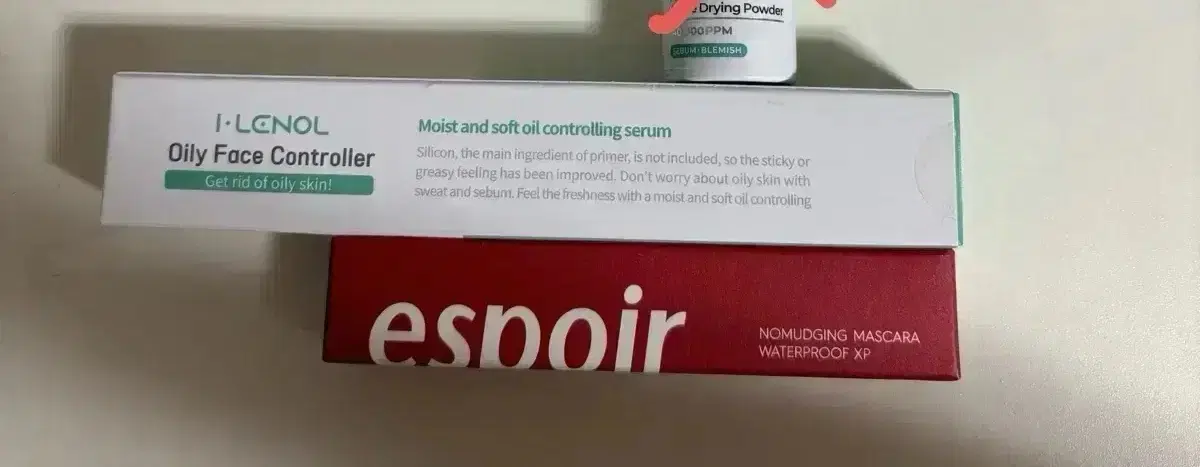 Drying Powder
SEBUM·BLEMISH
I·LENOL
Oily Face Controller
Get rid of oily skin!
Moist and soft oil controlling serum
Silicon, the main ingredient of primer, is not included, so the sticky or
greasy feeling has been improved. Don't worry about oily skin with
sweat and sebum. Feel the freshness with a moist and soft oil controlling
espoir
NOMUDGING MASCARA
WATERPROOF XP